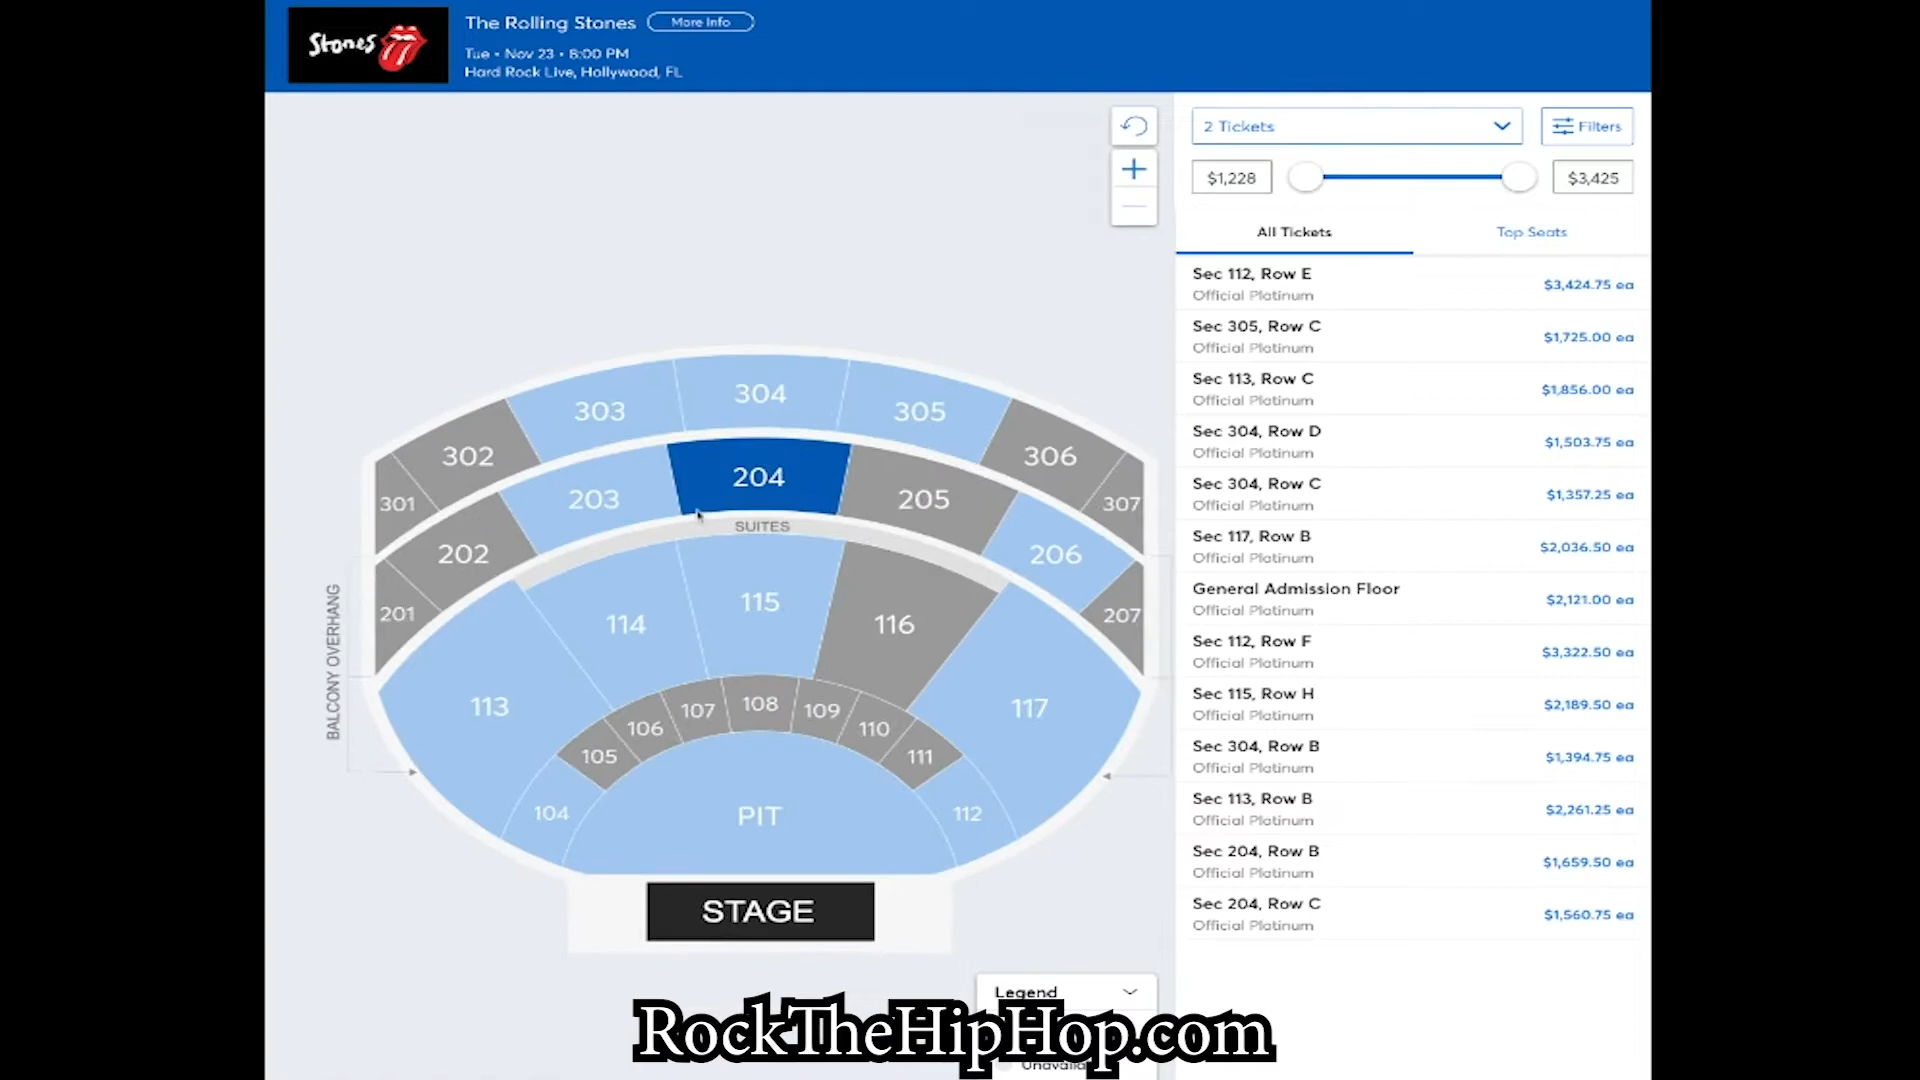 Stones
The Rolling Stones
More Info
Tue • Nov 23 • 8:00 PM
Hard Rock Live, Hollywood, FL
2 Tickets
Filters
$1,228
$3,425
All Tickets
Top Seats
Sec 112, Row E
Official Platinum
$3,424.75 ea
Sec 305, Row C
Official Platinum
$1,725.00 ea
Sec 113, Row C
Official Platinum
$1,856.00 ea
Sec 304, Row D
Official Platinum
$1,503.75 ea
Sec 304, Row C
Official Platinum
$1,357.25 ea
Sec 117, Row B
Official Platinum
$2,036.50 ea
General Admission Floor
Official Platinum
$2,121.00 ea
Sec 112, Row F
Official Platinum
$3,322.50 ea
Sec 115, Row H
Official Platinum
$2,189.50 ea
Sec 304, Row B
Official Platinum
$1,394.75 ea
Sec 113, Row B
Official Platinum
$2,261.25 ea
Sec 204, Row B
Official Platinum
$1,659.50 ea
Sec 204, Row C
Official Platinum
$1,560.75 ea
303
304
305
302
306
301
307
203
204
205
202
206
201
207
SUITES
BALCONY OVERHANG
113
114
115
116
117
105
106
107
108
109
110
111
104
PIT
112
STAGE
Legend
RockTheHipHop.com